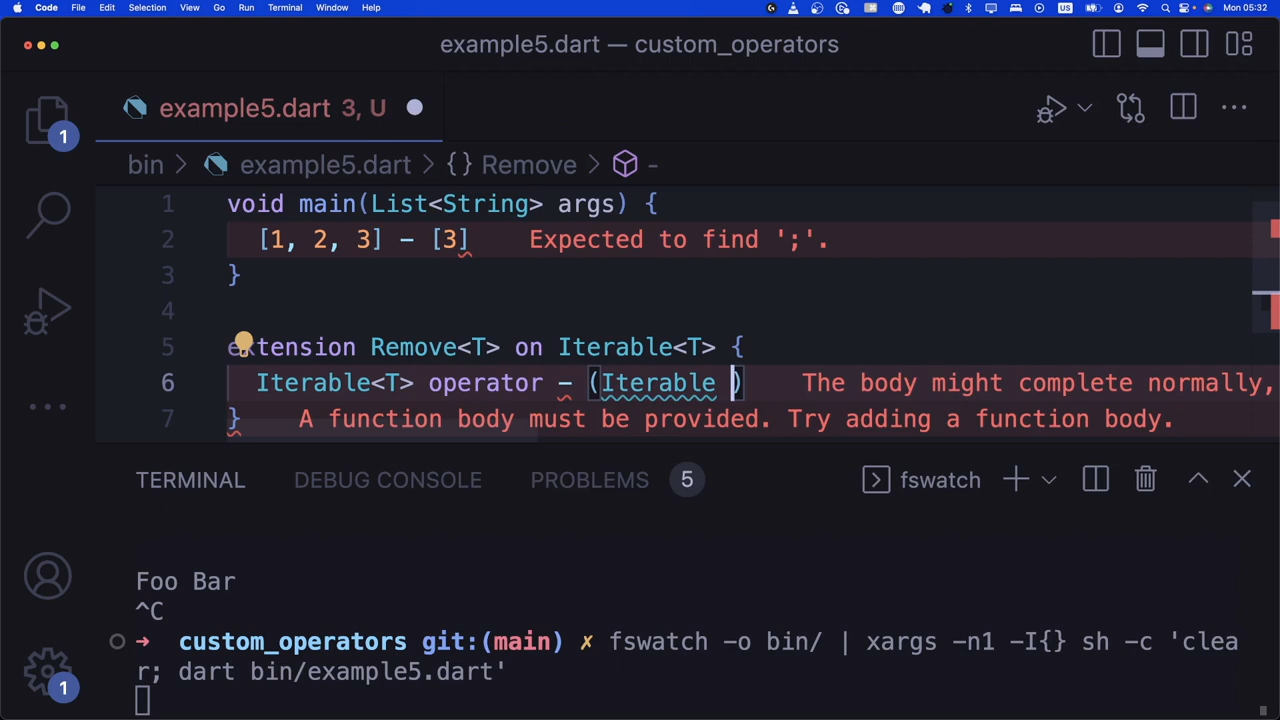 Code File Edit Selection View Go Run Terminal Window Help US Mon 05:32
example5.dart — custom_operators
1 example5.dart 3, U
bin > example5.dart > {} Remove > -
1 void main(List<String> args) {
2 [1, 2, 3] - [3] Expected to find ';'.
3 }
4
5 extension Remove<T> on Iterable<T> {
6 Iterable<T> operator - (Iterable ) The body might complete normally,
7 } A function body must be provided. Try adding a function body.
TERMINAL DEBUG CONSOLE PROBLEMS 5 fswatch
Foo Bar
^C
➜ custom_operators git:(main) ✗ fswatch -o bin/ | xargs -n1 -I{} sh -c 'clea
r; dart bin/example5.dart'
1